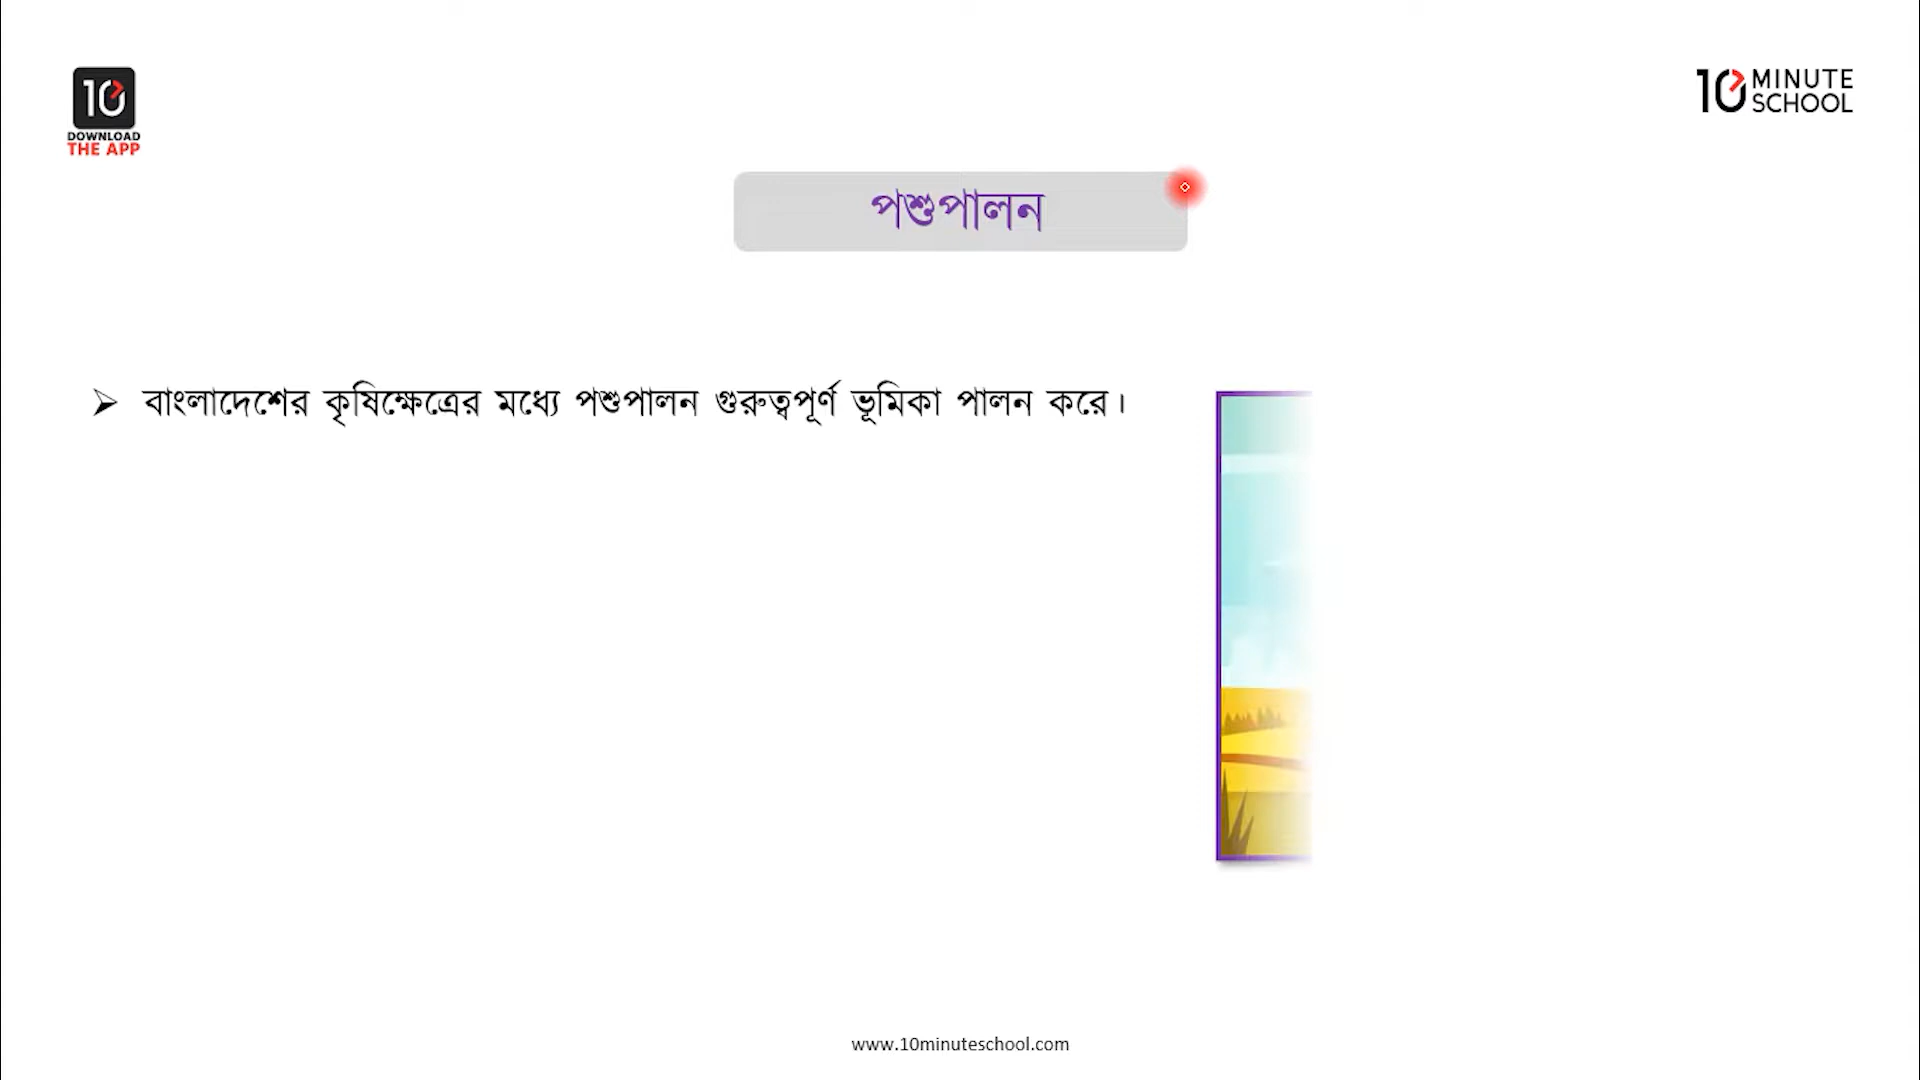 10
DOWNLOAD
THE APP
10 MINUTE
SCHOOL
পশুপালন
বাংলাদেশের কৃষিক্ষেত্রের মধ্যে পশুপালন গুরুত্বপূর্ণ ভূমিকা পালন করে।
www.10minuteschool.com